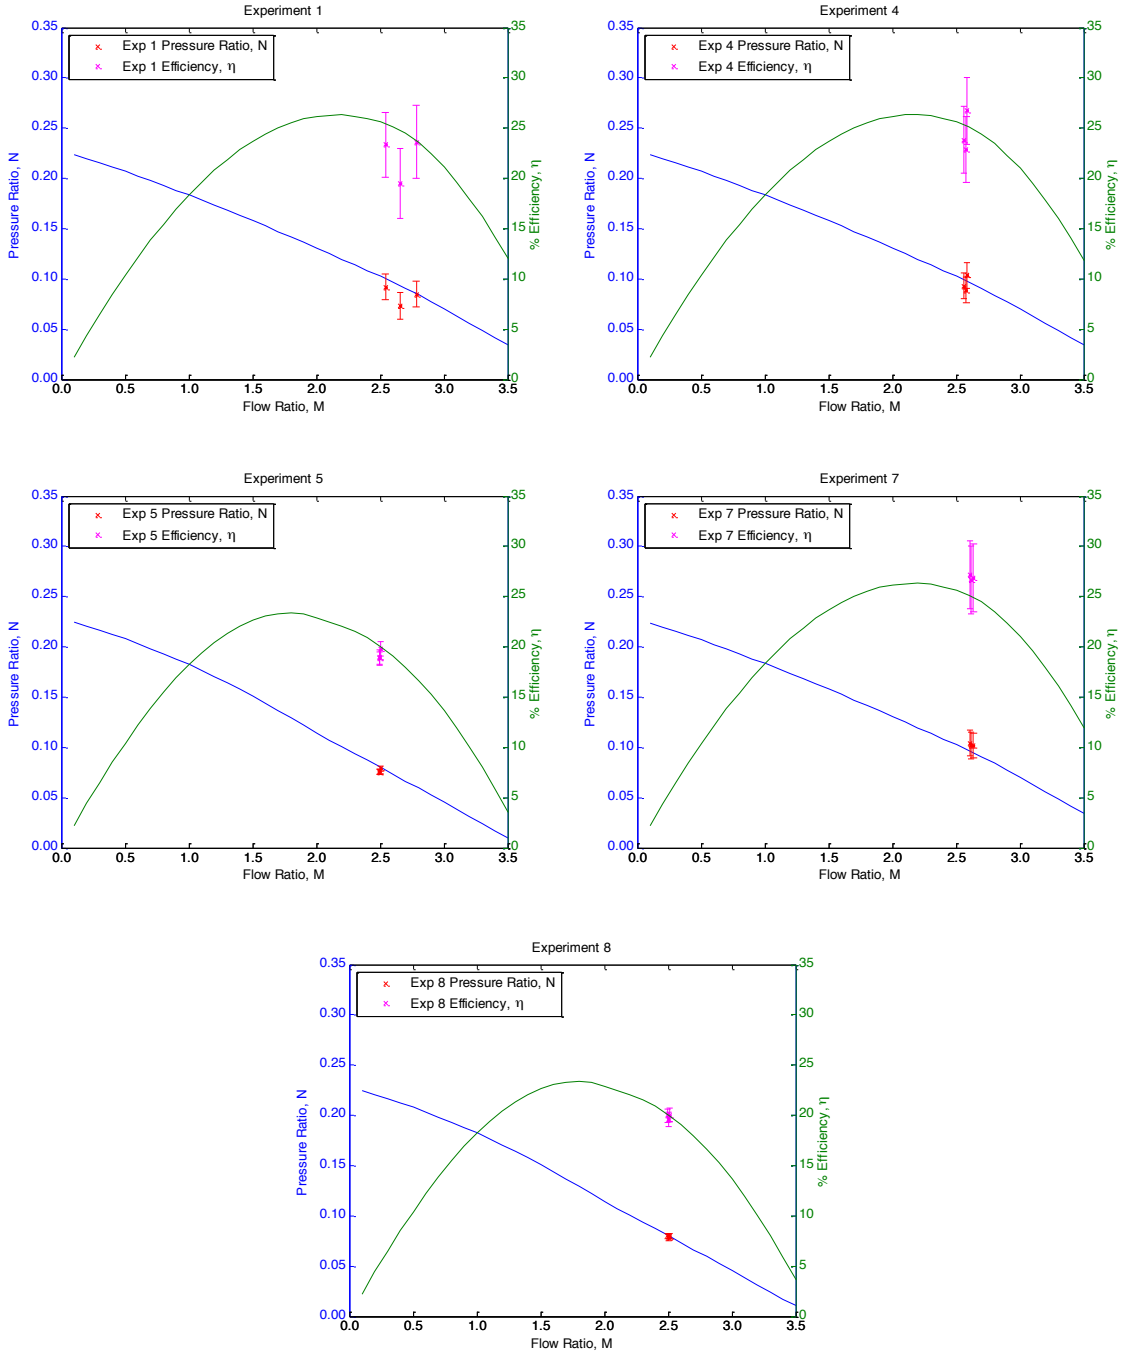 Experiment 1
Exp 1 Pressure Ratio, N
Exp 1 Efficiency, η
0.35
0.30
0.25
0.20
0.15
0.10
0.05
0.00
Pressure Ratio, N
35
30
25
20
15
10
5
0
% Efficiency, η
0.0 0.5 1.0 1.5 2.0 2.5 3.0 3.5
Flow Ratio, M
Experiment 4
Exp 4 Pressure Ratio, N
Exp 4 Efficiency, η
0.35
0.30
0.25
0.20
0.15
0.10
0.05
0.00
Pressure Ratio, N
35
30
25
20
15
10
5
0
% Efficiency, η
0.0 0.5 1.0 1.5 2.0 2.5 3.0 3.5
Flow Ratio, M
Experiment 5
Exp 5 Pressure Ratio, N
Exp 5 Efficiency, η
0.35
0.30
0.25
0.20
0.15
0.10
0.05
0.00
Pressure Ratio, N
35
30
25
20
15
10
5
0
% Efficiency, η
0.0 0.5 1.0 1.5 2.0 2.5 3.0 3.5
Flow Ratio, M
Experiment 7
Exp 7 Pressure Ratio, N
Exp 7 Efficiency, η
0.35
0.30
0.25
0.20
0.15
0.10
0.05
0.00
Pressure Ratio, N
35
30
25
20
15
10
5
0
% Efficiency, η
0.0 0.5 1.0 1.5 2.0 2.5 3.0 3.5
Flow Ratio, M
Experiment 8
Exp 8 Pressure Ratio, N
Exp 8 Efficiency, η
0.35
0.30
0.25
0.20
0.15
0.10
0.05
0.00
Pressure Ratio, N
35
30
25
20
15
10
5
0
% Efficiency, η
0.0 0.5 1.0 1.5 2.0 2.5 3.0 3.5
Flow Ratio, M